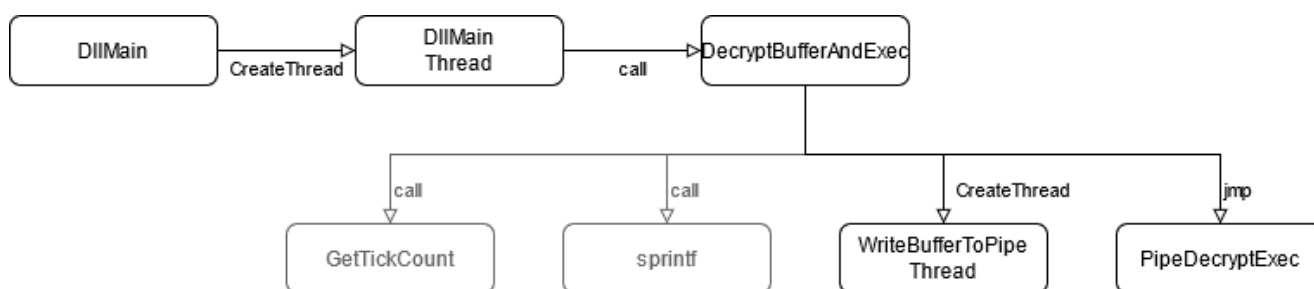 DllMain
CreateThread
DllMain
Thread
call
DecryptBufferAndExec
call
call
CreateThread
jmp
GetTickCount
sprintf
WriteBufferToPipe
Thread
PipeDecryptExec